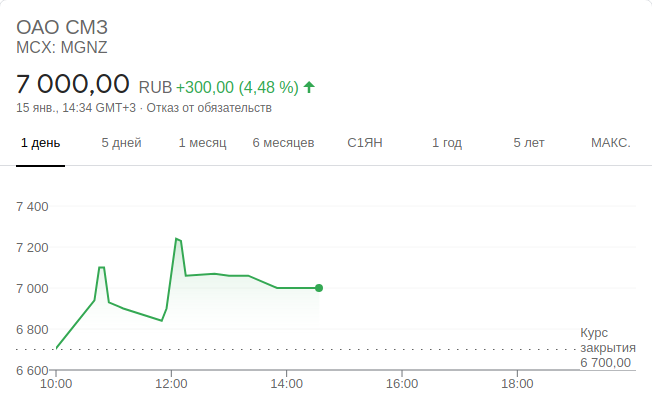 ОАО СМЗ
MCX: MGNZ
7 000,00 RUB +300,00 (4,48 %)
15 янв., 14:34 GMT+3 · Отказ от обязательств
1 день 5 дней 1 месяц 6 месяцев С1ЯН 1 год 5 лет МАКС.
7 400
7 200
7 000
6 800
Курс
закрытия
6 700,00
6 600
10:00 12:00 14:00 16:00 18:00